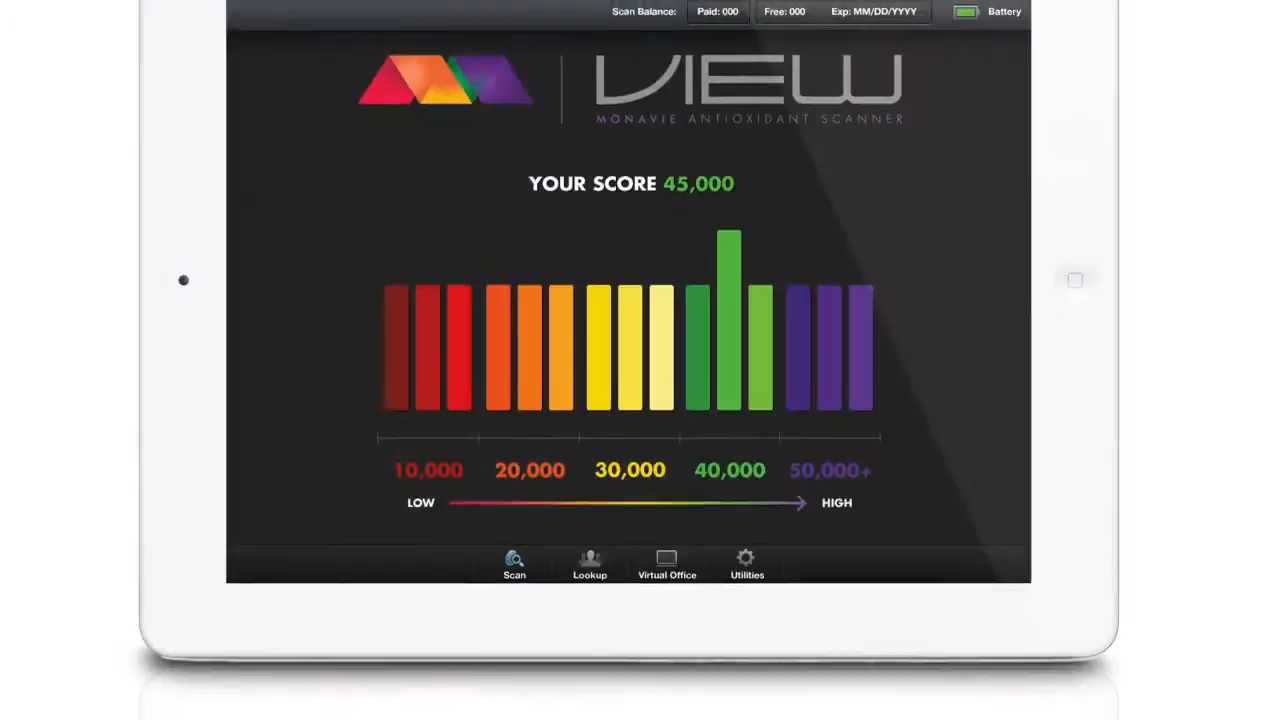 Scan Balance: Paid: 000 Free: 000 Exp: MM/DD/YYYY Battery
VIEW
MONAVIE ANTIOXIDANT SCANNER
YOUR SCORE 45,000
10,000 20,000 30,000 40,000 50,000+
LOW HIGH
Scan Lookup Virtual Office Utilities